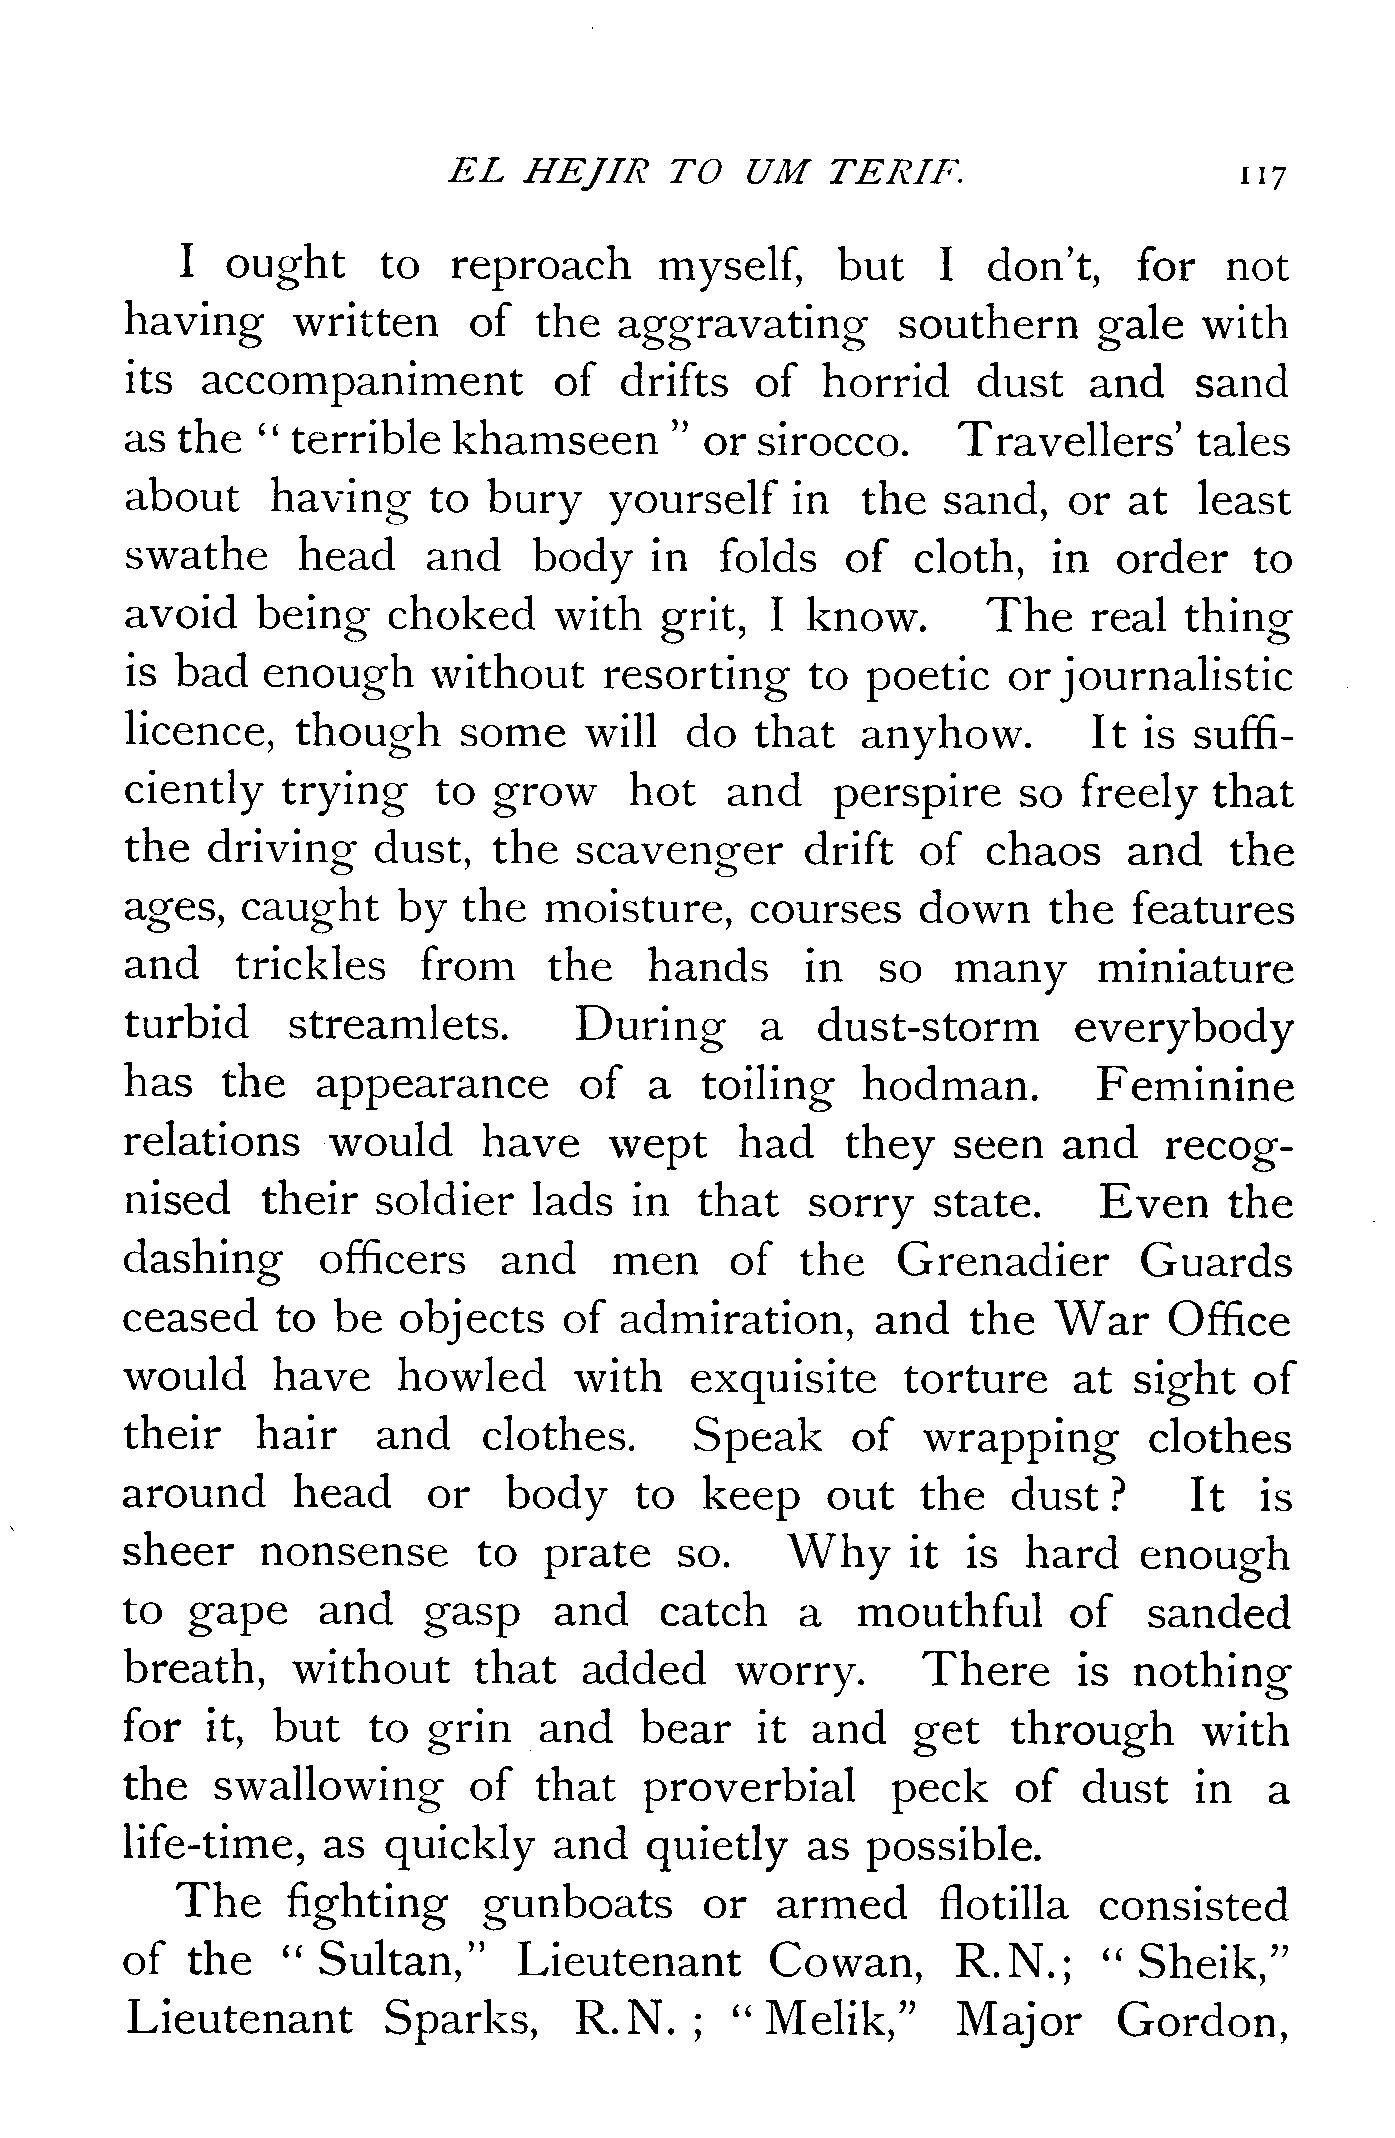 EL HEJIR TO UM TERIF. 117
I ought to reproach myself, but I don't, for not
having written of the aggravating southern gale with
its accompaniment of drifts of horrid dust and sand
as the “ terrible khamseen ” or sirocco. Travellers' tales
about having to bury yourself in the sand, or at least
swathe head and body in folds of cloth, in order to
avoid being choked with grit, I know. The real thing
is bad enough without resorting to poetic or journalistic
licence, though some will do that anyhow. It is suffi-
ciently trying to grow hot and perspire so freely that
the driving dust, the scavenger drift of chaos and the
ages, caught by the moisture, courses down the features
and trickles from the hands in so many miniature
turbid streamlets. During a dust-storm everybody
has the appearance of a toiling hodman. Feminine
relations would have wept had they seen and recog-
nised their soldier lads in that sorry state. Even the
dashing officers and men of the Grenadier Guards
ceased to be objects of admiration, and the War Office
would have howled with exquisite torture at sight of
their hair and clothes. Speak of wrapping clothes
around head or body to keep out the dust ? It is
sheer nonsense to prate so. Why it is hard enough
to gape and gasp and catch a mouthful of sanded
breath, without that added worry. There is nothing
for it, but to grin and bear it and get through with
the swallowing of that proverbial peck of dust in a
life-time, as quickly and quietly as possible.
The fighting gunboats or armed flotilla consisted
of the “ Sultan,” Lieutenant Cowan, R.N.; “ Sheik,”
Lieutenant Sparks, R.N. ; “ Melik,” Major Gordon,